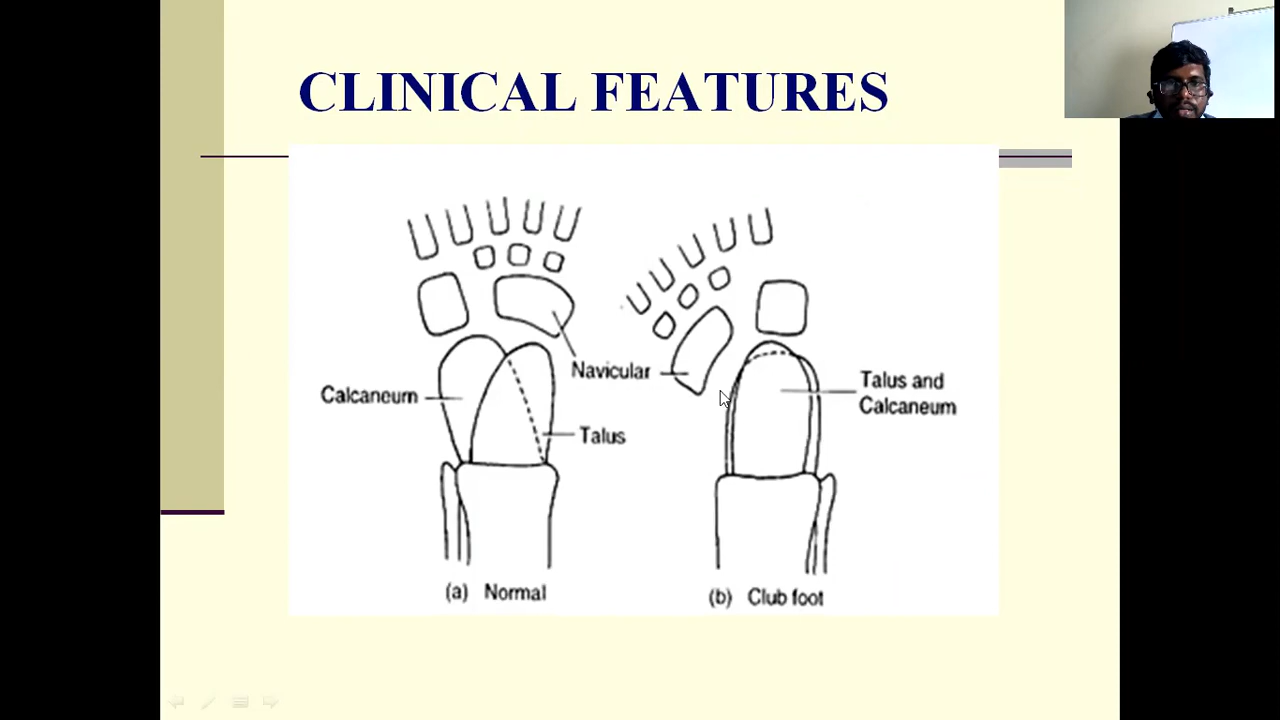 CLINICAL FEATURES
Navicular
Calcaneum
Talus
Talus and
Calcaneum
(a) Normal
(b) Club foot